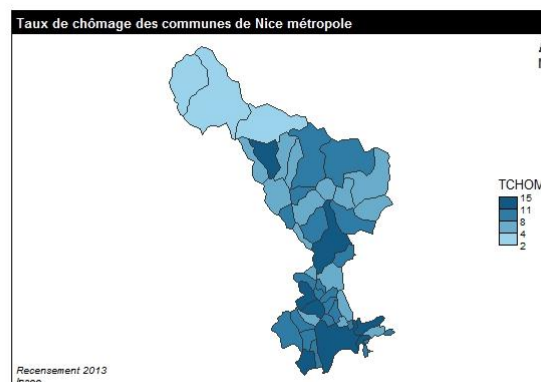 Taux de chômage des communes de Nice métropole
TCHOM
15
11
8
4
2
Recensement 2013